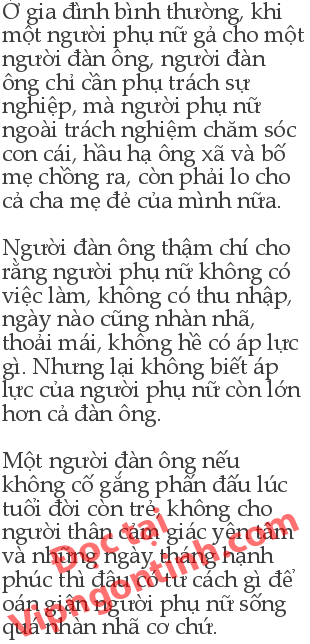 Ở gia đình bình thường, khi
một người phụ nữ gả cho một
người đàn ông, người đàn
ông chỉ cần phụ trách sự
nghiệp, mà người phụ nữ
ngoài trách nghiệm chăm sóc
con cái, hầu hạ ông xã và bố
mẹ chồng ra, còn phải lo cho
cả cha mẹ đẻ của mình nữa.

Người đàn ông thậm chí cho
rằng người phụ nữ không có
việc làm, không có thu nhập,
ngày nào cũng nhàn nhã,
thoải mái, không hề có áp lực
gì. Nhưng lại không biết áp
lực của người phụ nữ còn lớn
hơn cả đàn ông.

Một người đàn ông nếu
không cố gắng phấn đấu lúc
tuổi đời còn trẻ, không cho
người thân cảm giác yên tâm
và những ngày tháng hạnh
phúc thì đâu có tư cách gì để
oán giận người phụ nữ sống
quá nhàn nhã cơ chứ.
Đọc tại
Vipngontinh.com